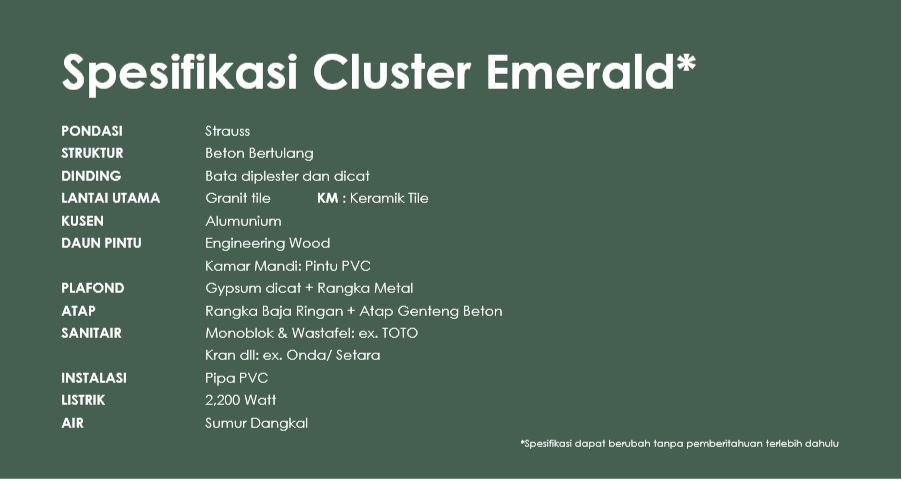 Spesifikasi Cluster Emerald*
PONDASI Strauss
STRUKTUR Beton Bertulang
DINDING Bata diplester dan dicat
LANTAI UTAMA Granit tile KM : Keramik Tile
KUSEN Alumunium
DAUN PINTU Engineering Wood
Kamar Mandi: Pintu PVC
PLAFOND Gypsum dicat + Rangka Metal
ATAP Rangka Baja Ringan + Atap Genteng Beton
SANITAIR Monoblok & Wastafel: ex. TOTO
Kran dll: ex. Onda/ Setara
INSTALASI Pipa PVC
LISTRIK 2,200 Watt
AIR Sumur Dangkal
*Spesifikasi dapat berubah tanpa pemberitahuan terlebih dahulu